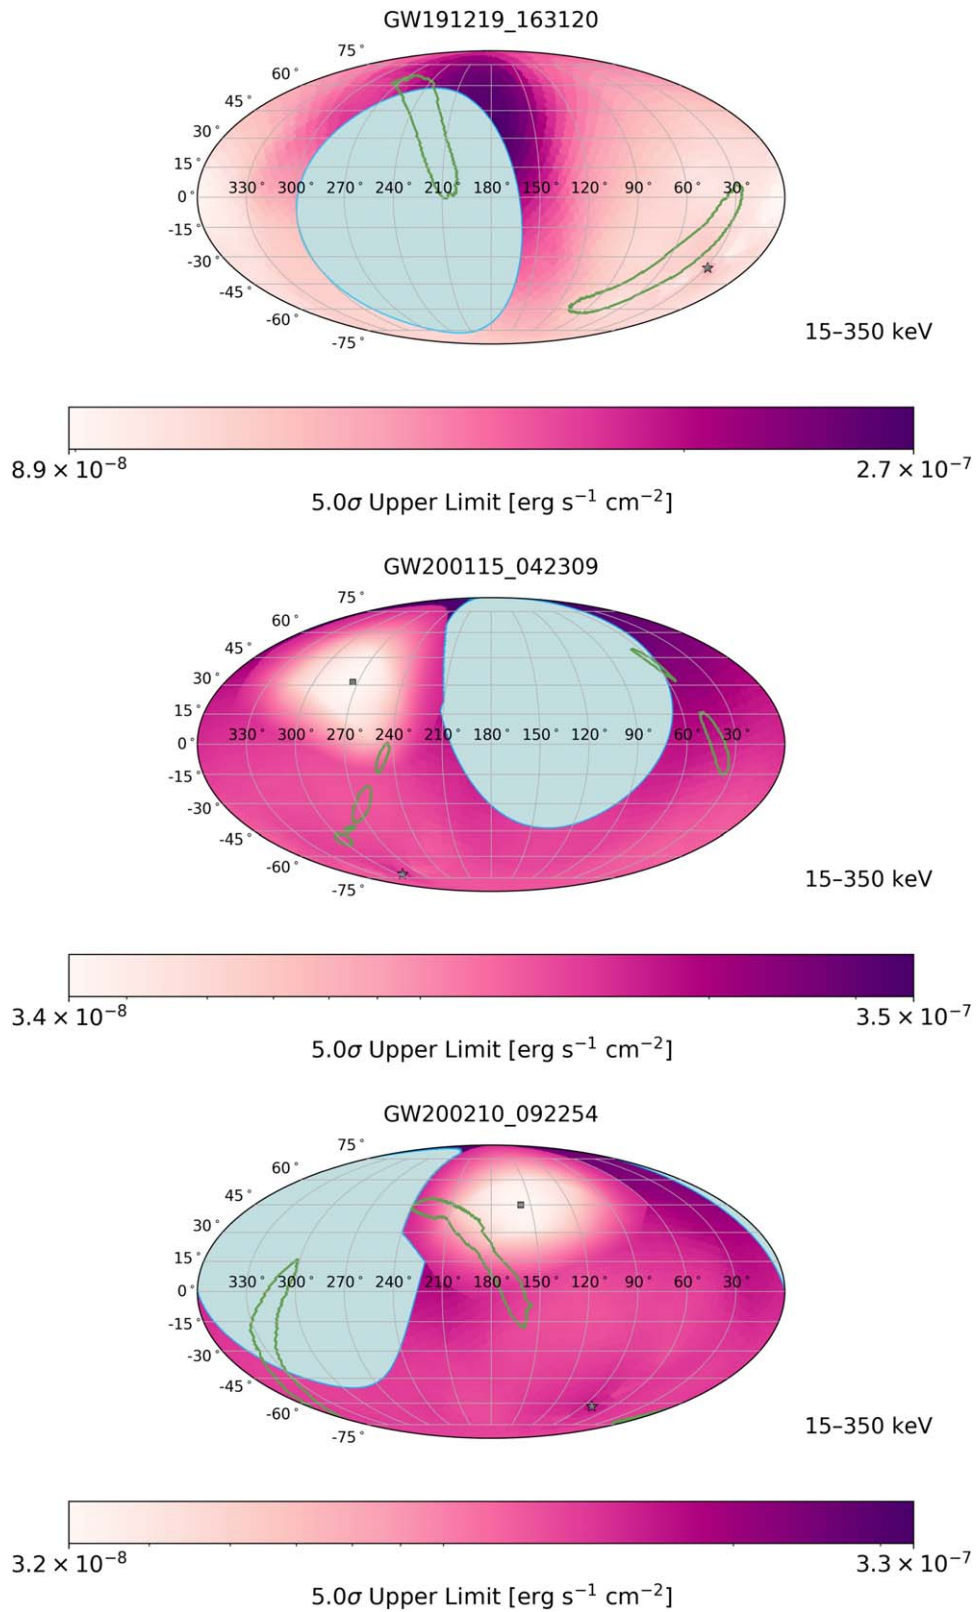 GW191219_163120
75°
60°
45°
30°
15°
330° 300° 270° 240° 210° 180° 150° 120° 90° 60° 30°
0°
-15°
-30°
-45°
-60°
-75°
15–350 keV
8.9 × 10⁻⁸ 2.7 × 10⁻⁷
5.0σ Upper Limit [erg s⁻¹ cm⁻²]
GW200115_042309
75°
60°
45°
30°
15°
330° 300° 270° 240° 210° 180° 150° 120° 90° 60° 30°
0°
-15°
-30°
-45°
-60°
-75°
15–350 keV
3.4 × 10⁻⁸ 3.5 × 10⁻⁷
5.0σ Upper Limit [erg s⁻¹ cm⁻²]
GW200210_092254
75°
60°
45°
30°
15°
330° 300° 270° 240° 210° 180° 150° 120° 90° 60° 30°
0°
-15°
-30°
-45°
-60°
-75°
15–350 keV
3.2 × 10⁻⁸ 3.3 × 10⁻⁷
5.0σ Upper Limit [erg s⁻¹ cm⁻²]